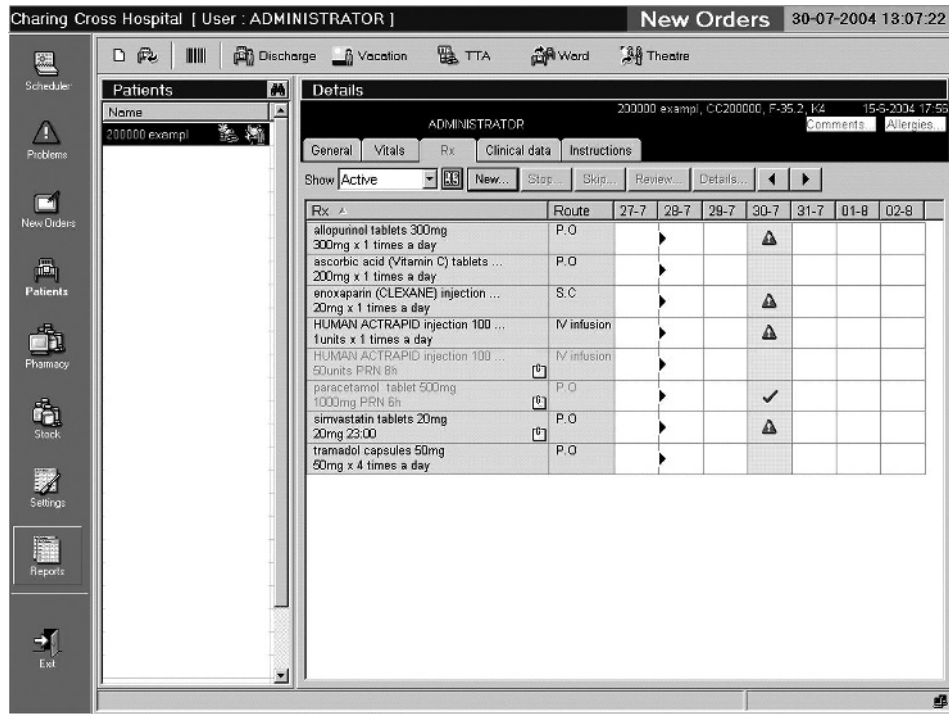 Charing Cross Hospital [ User : ADMINISTRATOR ] New Orders 30-07-2004 13:07:22
Discharge Vacation TTA Ward Theatre
Scheduler
Problems
New Orders
Patients
Pharmacy
Stock
Settings
Reports
Exit
Patients
Name
200000 exampl
Details
200000 exampl, CC200000, F-35.2, K4 15-6-2004 17:56
ADMINISTRATOR Comments... Allergies...
General Vitals Rx Clinical data Instructions
Show Active New... Stop... Skip... Review... Details...
Rx Route 27-7 28-7 29-7 30-7 31-7 01-8 02-8
allopurinol tablets 300mg P.O
300mg x 1 times a day
ascorbic acid (Vitamin C) tablets ... P.O
200mg x 1 times a day
enoxaparin (CLEXANE) injection ... S.C
20mg x 1 times a day
HUMAN ACTRAPID injection 100 ... IV infusion
1units x 1 times a day
HUMAN ACTRAPID injection 100 ... IV infusion
50units PRN 8h
paracetamol tablet 500mg P.O
1000mg PRN 6h
simvastatin tablets 20mg P.O
20mg 23:00
tramadol capsules 50mg P.O
50mg x 4 times a day